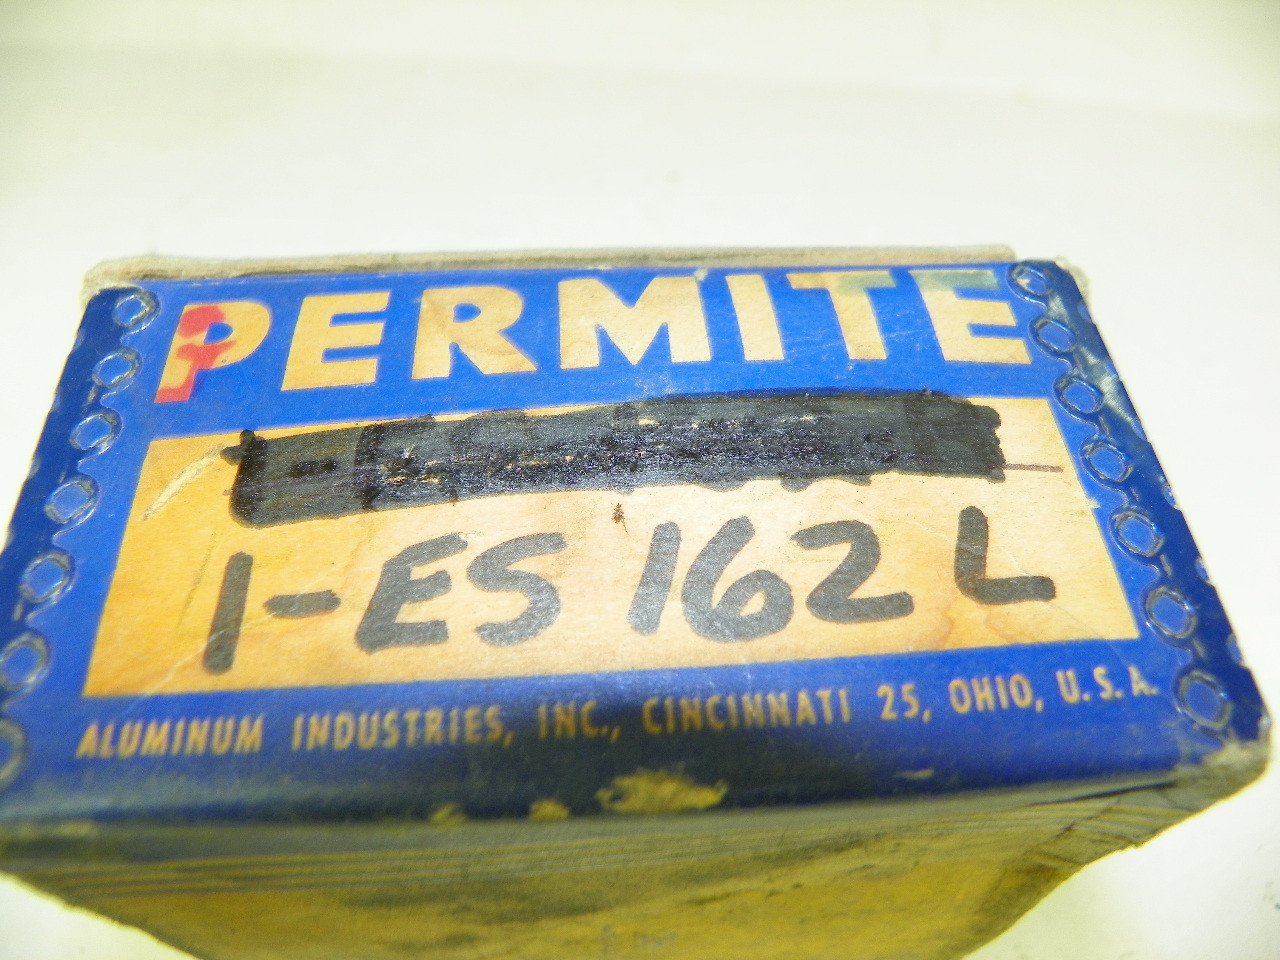 PERMITE
1-ES 162 L
ALUMINUM INDUSTRIES, INC., CINCINNATI 25, OHIO, U.S.A.